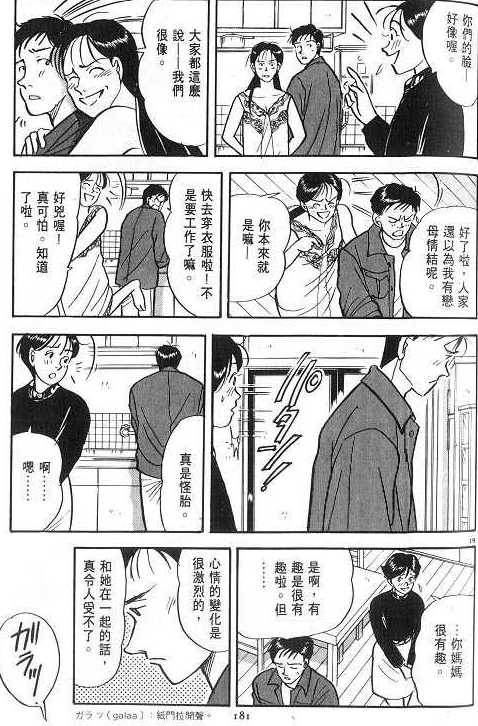 你們的臉—
好像喔。
大家都這麼
說——我們
很像。
好了啦，人家
還以為我有戀
母情結呢。
你本來就
是嘛—
快去穿衣服啦！不
是要工作了嘛。
好兇喔！
真可怕。知道
了啦。
ガラッ
真是怪胎。
啊……
嗯……
19
……你媽媽
很有趣。
是啊，有
趣是很有
趣啦。但
……
心情的變化是
很激烈的，
和她在一起的話，
真令人受不了。
ガラッ
ガラッ(galaa)：紙門拉開聲。
181